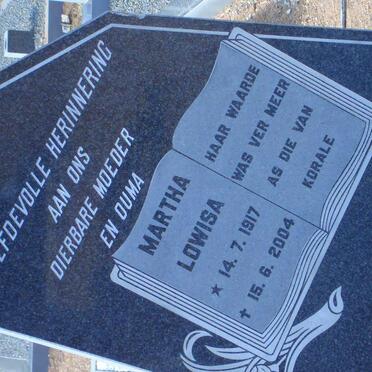 HERINNERING
AAN ONS
DIERBARE MOEDER
EN OUMA
MARTHA
LOWISA
★ 14.7.1917
✝ 15.6.2004
HAAR WAARDE
WAS VER MEER
AS DIE VAN
KORALE